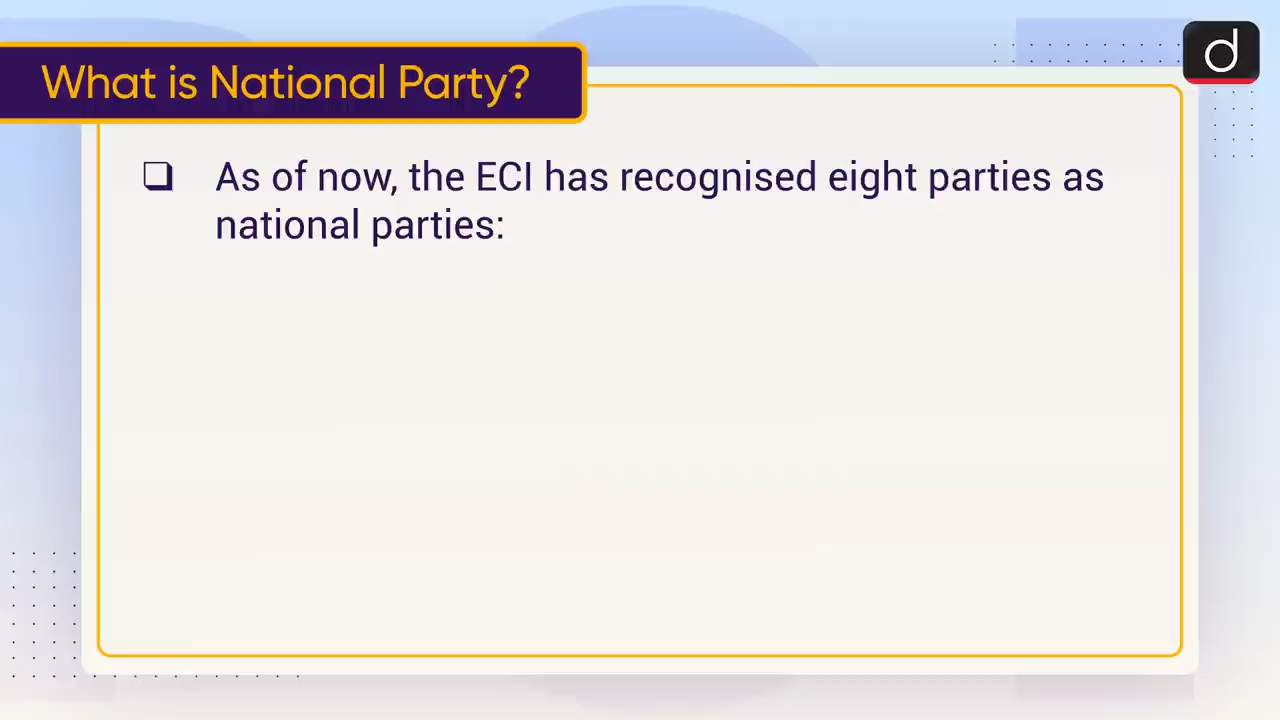 What is National Party?
d
❑ As of now, the ECI has recognised eight parties as
national parties: